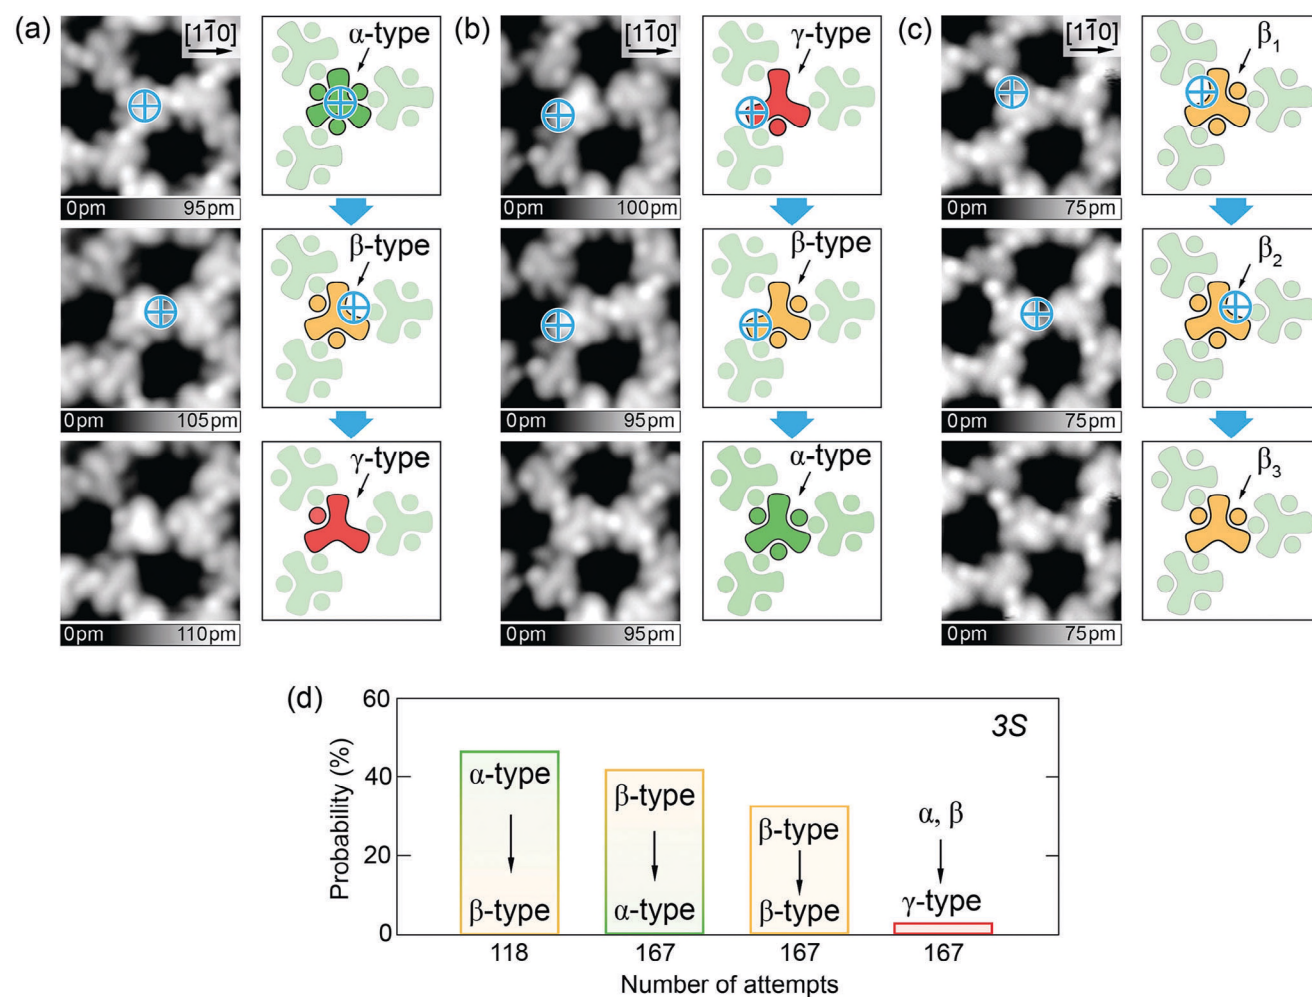 (a)
[11̄0]
α-type
(b)
[11̄0]
γ-type
(c)
[11̄0]
β1
0pm 95pm
0pm 100pm
0pm 75pm
β-type
β-type
β2
0pm 105pm
0pm 95pm
0pm 75pm
γ-type
α-type
β3
0pm 110pm
0pm 95pm
0pm 75pm
(d)
60
40
20
0
Probability (%)
3S
α-type
β-type
β-type
α-type
β-type
β-type
α, β
γ-type
118 167 167 167
Number of attempts